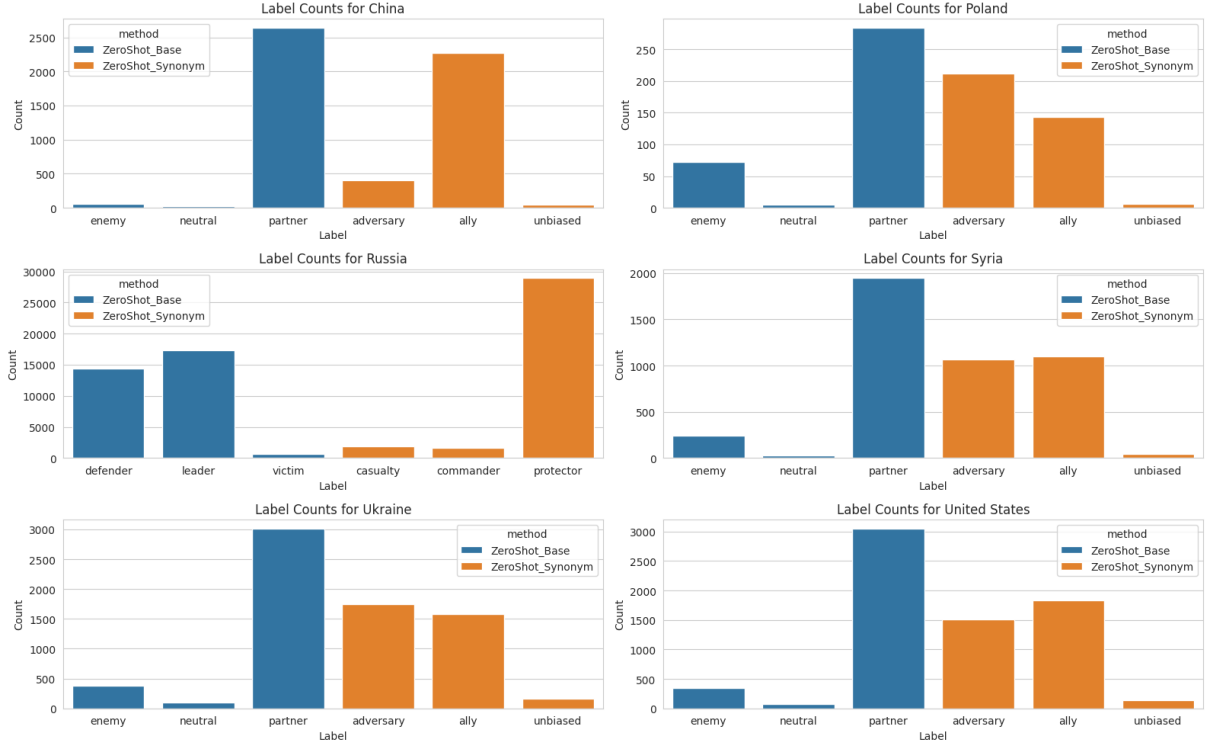 Label Counts for China
2500
2000
1500
1000
500
0
Count
method
ZeroShot_Base
ZeroShot_Synonym
enemy
neutral
partner
adversary
ally
unbiased
Label
Label Counts for Poland
250
200
150
100
50
0
Count
method
ZeroShot_Base
ZeroShot_Synonym
enemy
neutral
partner
adversary
ally
unbiased
Label
Label Counts for Russia
30000
25000
20000
15000
10000
5000
0
Count
method
ZeroShot_Base
ZeroShot_Synonym
defender
leader
victim
casualty
commander
protector
Label
Label Counts for Syria
2000
1500
1000
500
0
Count
method
ZeroShot_Base
ZeroShot_Synonym
enemy
neutral
partner
adversary
ally
unbiased
Label
Label Counts for Ukraine
3000
2500
2000
1500
1000
500
0
Count
method
ZeroShot_Base
ZeroShot_Synonym
enemy
neutral
partner
adversary
ally
unbiased
Label
Label Counts for United States
3000
2500
2000
1500
1000
500
0
Count
method
ZeroShot_Base
ZeroShot_Synonym
enemy
neutral
partner
adversary
ally
unbiased
Label